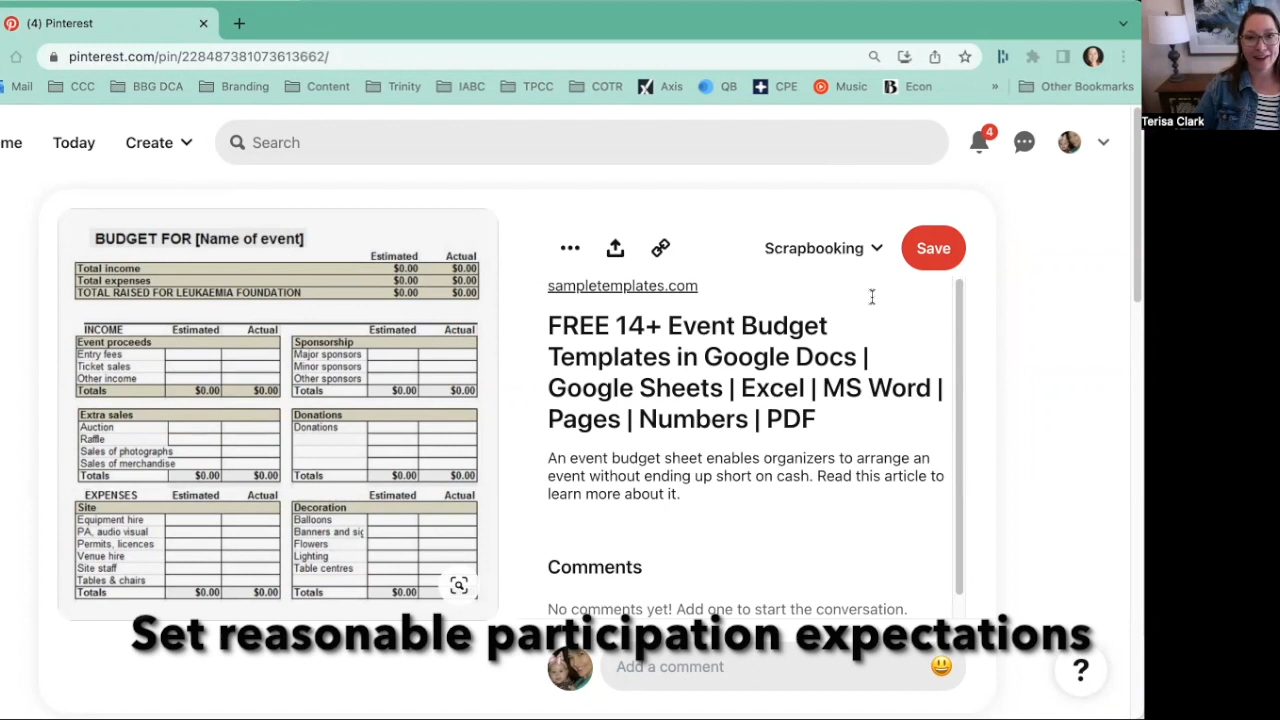 (4) Pinterest
pinterest.com/pin/228487381073613662/
Mail CCC BBG DCA Branding Content Trinity IABC TPCC COTR Axis QB CPE Music Econ » Other Bookmarks
Terisa Clark
me Today Create Search 4
BUDGET FOR [Name of event]
Estimated Actual
Total income $0.00 $0.00
Total expenses $0.00 $0.00
TOTAL RAISED FOR LEUKAEMIA FOUNDATION $0.00 $0.00
INCOME Estimated Actual Estimated Actual
Event proceeds Sponsorship
Entry fees Major sponsors
Ticket sales Minor sponsors
Other income Other sponsors
Totals $0.00 $0.00 Totals $0.00 $0.00
Extra sales Donations
Auction Donations
Raffle
Sales of photographs
Sales of merchandise
Totals $0.00 $0.00 Totals $0.00 $0.00
EXPENSES Estimated Actual Estimated Actual
Site Decoration
Equipment hire Balloons
PA, audio visual Banners and sig
Permits, licences Flowers
Venue hire Lighting
Site staff Table centres
Tables & chairs
Totals $0.00 $0.00 Totals $0.00 $0.00
Scrapbooking Save
sampletemplates.com
FREE 14+ Event Budget
Templates in Google Docs |
Google Sheets | Excel | MS Word |
Pages | Numbers | PDF
An event budget sheet enables organizers to arrange an
event without ending up short on cash. Read this article to
learn more about it.
Comments
No comments yet! Add one to start the conversation.
Set reasonable participation expectations
Add a comment
?